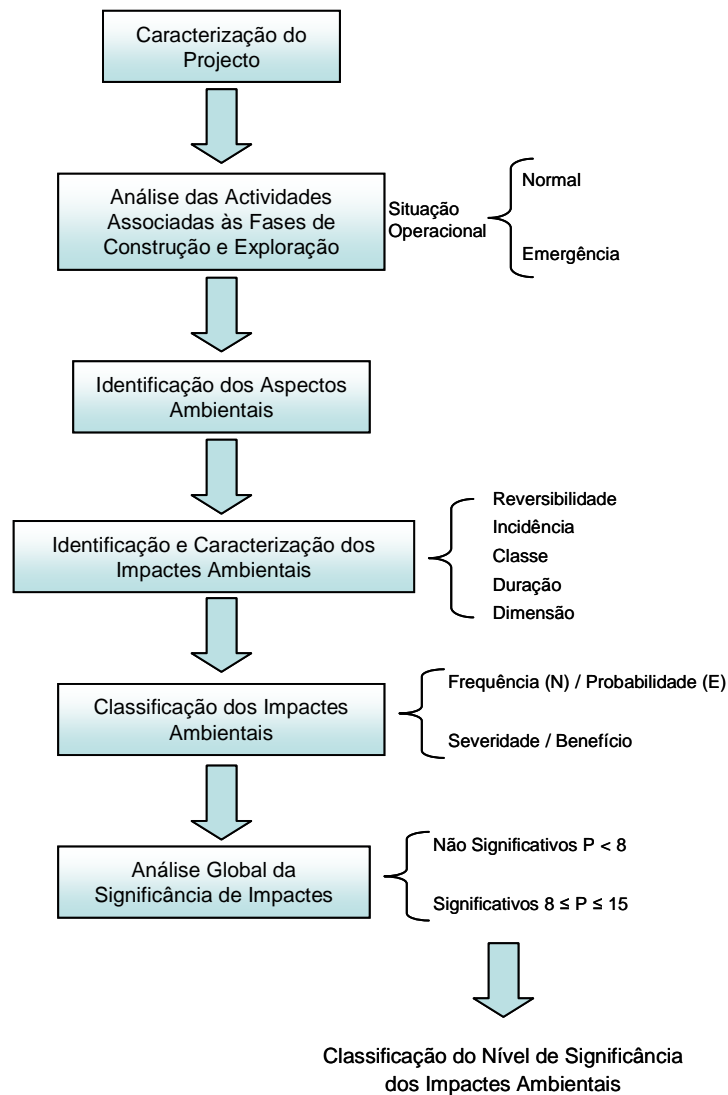 Caracterização do
Projecto
Análise das Actividades
Associadas às Fases de
Construção e Exploração
Situação
Operacional
Normal
Emergência
Identificação dos Aspectos
Ambientais
Identificação e Caracterização dos
Impactes Ambientais
Reversibilidade
Incidência
Classe
Duração
Dimensão
Classificação dos Impactes
Ambientais
Frequência (N) / Probabilidade (E)
Severidade / Benefício
Análise Global da
Significância de Impactes
Não Significativos P < 8
Significativos 8 ≤ P ≤ 15
Classificação do Nível de Significância
dos Impactes Ambientais